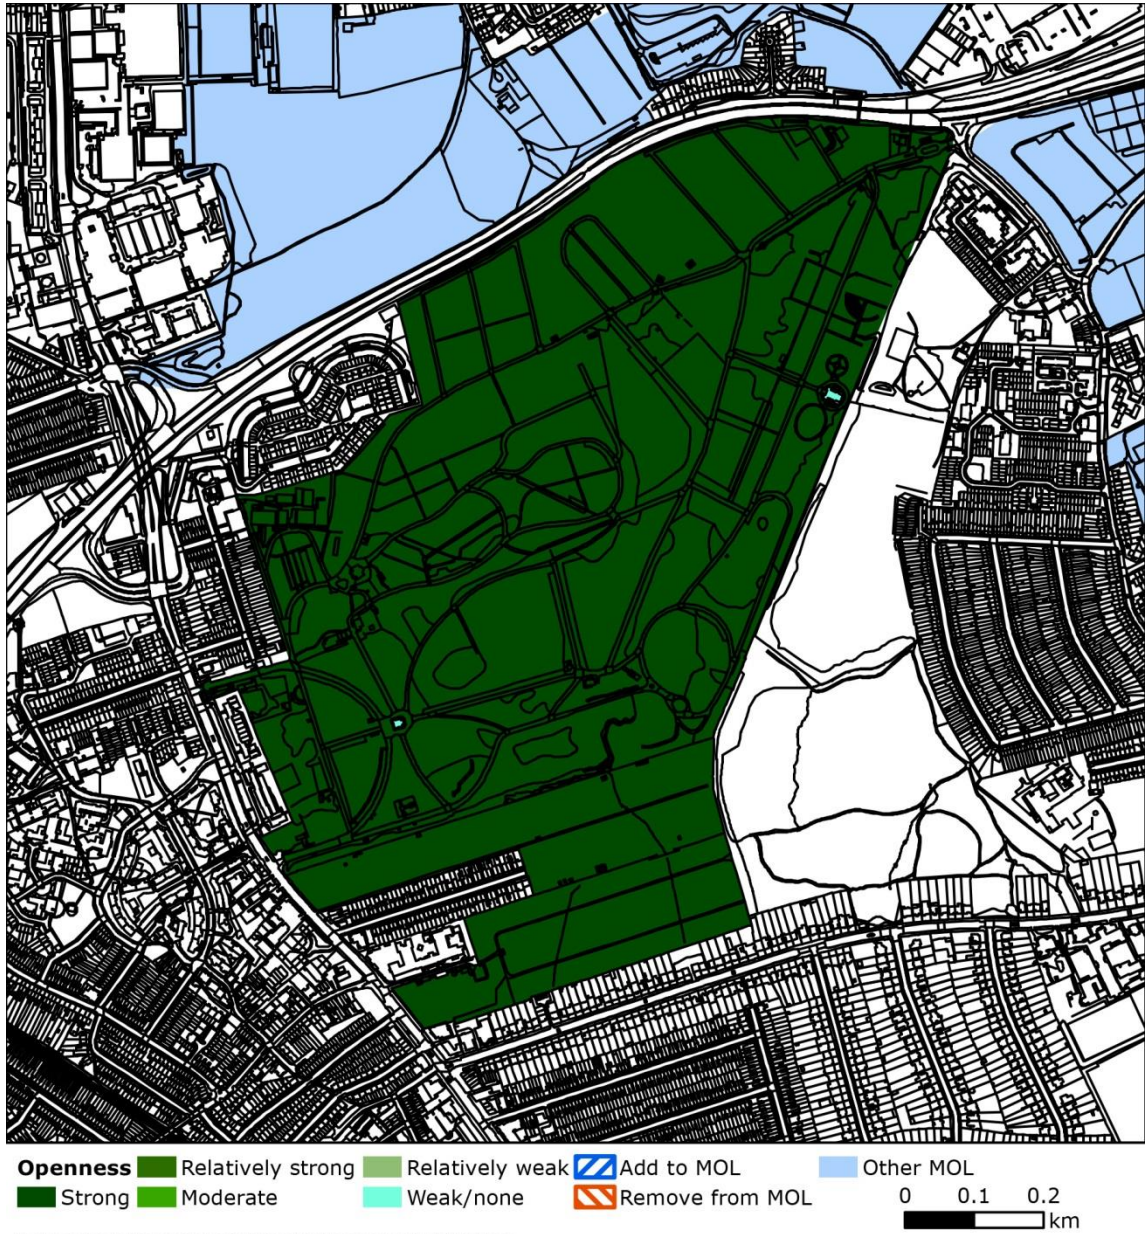 Openness Relatively strong Relatively weak Add to MOL Other MOL
Strong Moderate Weak/none Remove from MOL
0 0.1 0.2
km